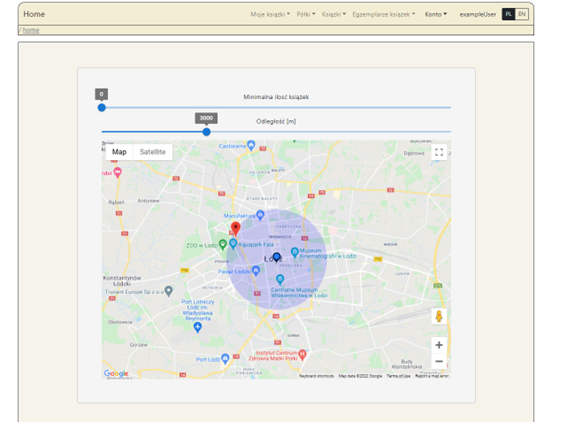 Home
Moje książki
Półki
Książki
Egzemplarze książek
Konto
exampleUser
PL
EN
/ home
0
Minimalna ilość książek
3000
Odległość [m]
Map
Satellite
Castorama
Manufaktura
ZOO w Łodzi
Aquapark Fala
Muzeum
Kinematografii w Łodzi
Pasaż Łódzki
Centralne Muzeum
Włókiennictwa w Łodzi
Konstantynów
Łódzki
Port Lotniczy
Łódź im.
Władysława
Reymonta
Port Łódź
Instytut Centrum
Zdrowia Matki Polki
Google
Keyboard shortcuts
Map data ©2022 Google
Terms of Use
Report a map error